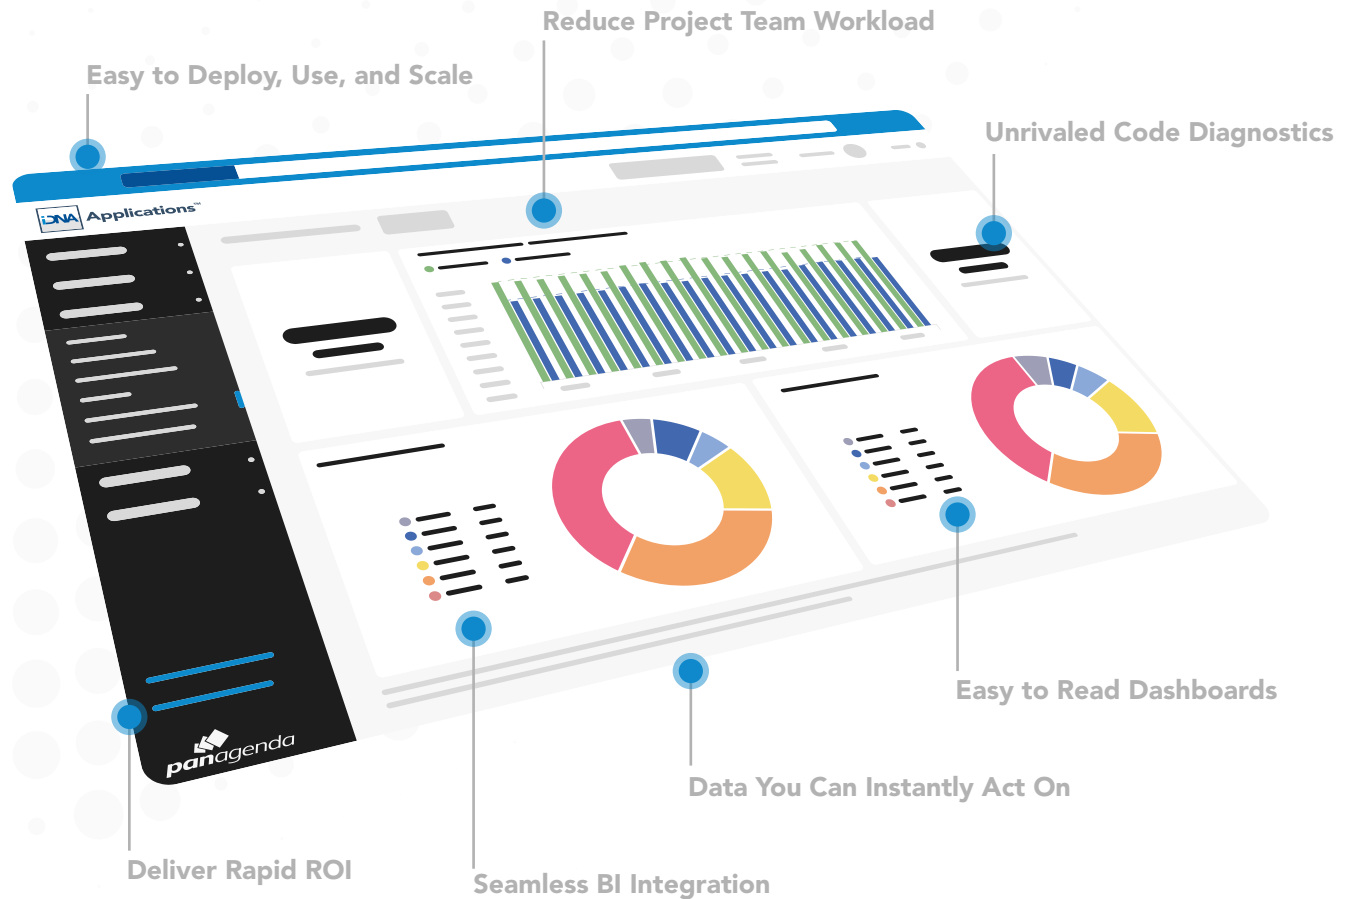 Reduce Project Team Workload
Easy to Deploy, Use, and Scale
Unrivaled Code Diagnostics
iDNA Applications™
Easy to Read Dashboards
panagenda
Data You Can Instantly Act On
Deliver Rapid ROI
Seamless BI Integration